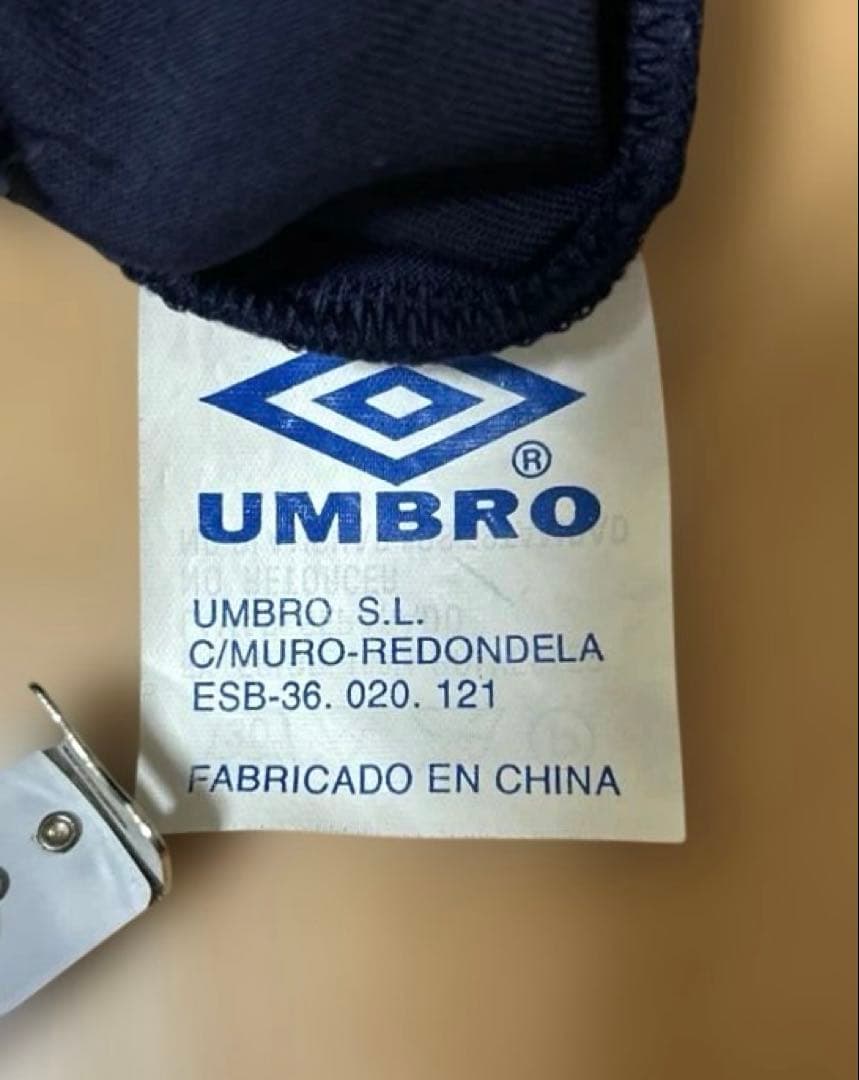 ®
UMBRO
UMBRO S.L.
C/MURO-REDONDELA
ESB-36. 020. 121
FABRICADO EN CHINA